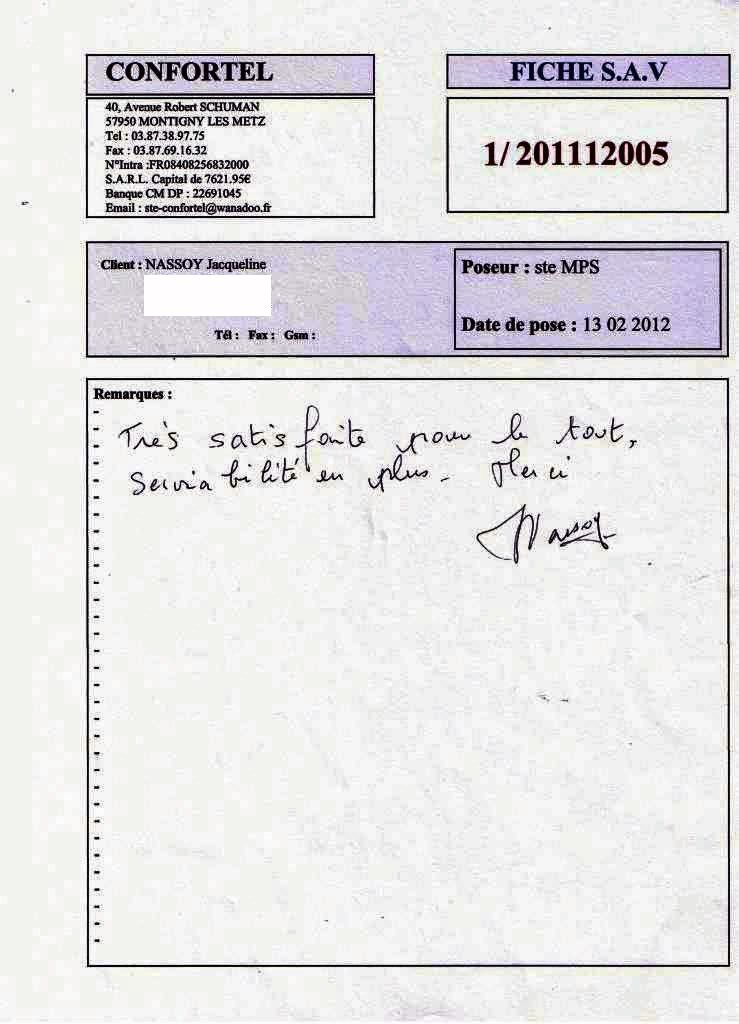 CONFORTEL
FICHE S.A.V
40, Avenue Robert SCHUMAN
57950 MONTIGNY LES METZ
Tel : 03.87.38.97.75
Fax : 03.87.69.16.32
N°Intra :FR08408256832000
S.A.R.L. Capital de 7621.95€
Banque CM DP : 22691045
Email : ste-confortel@wanadoo.fr
1/ 201112005
Client : NASSOY Jacqueline
Tél : Fax : Gsm :
Poseur : ste MPS
Date de pose : 13 02 2012
Remarques :
Très satisfaite pour le tout,
Serviabilité en plus - Merci
Nassoy